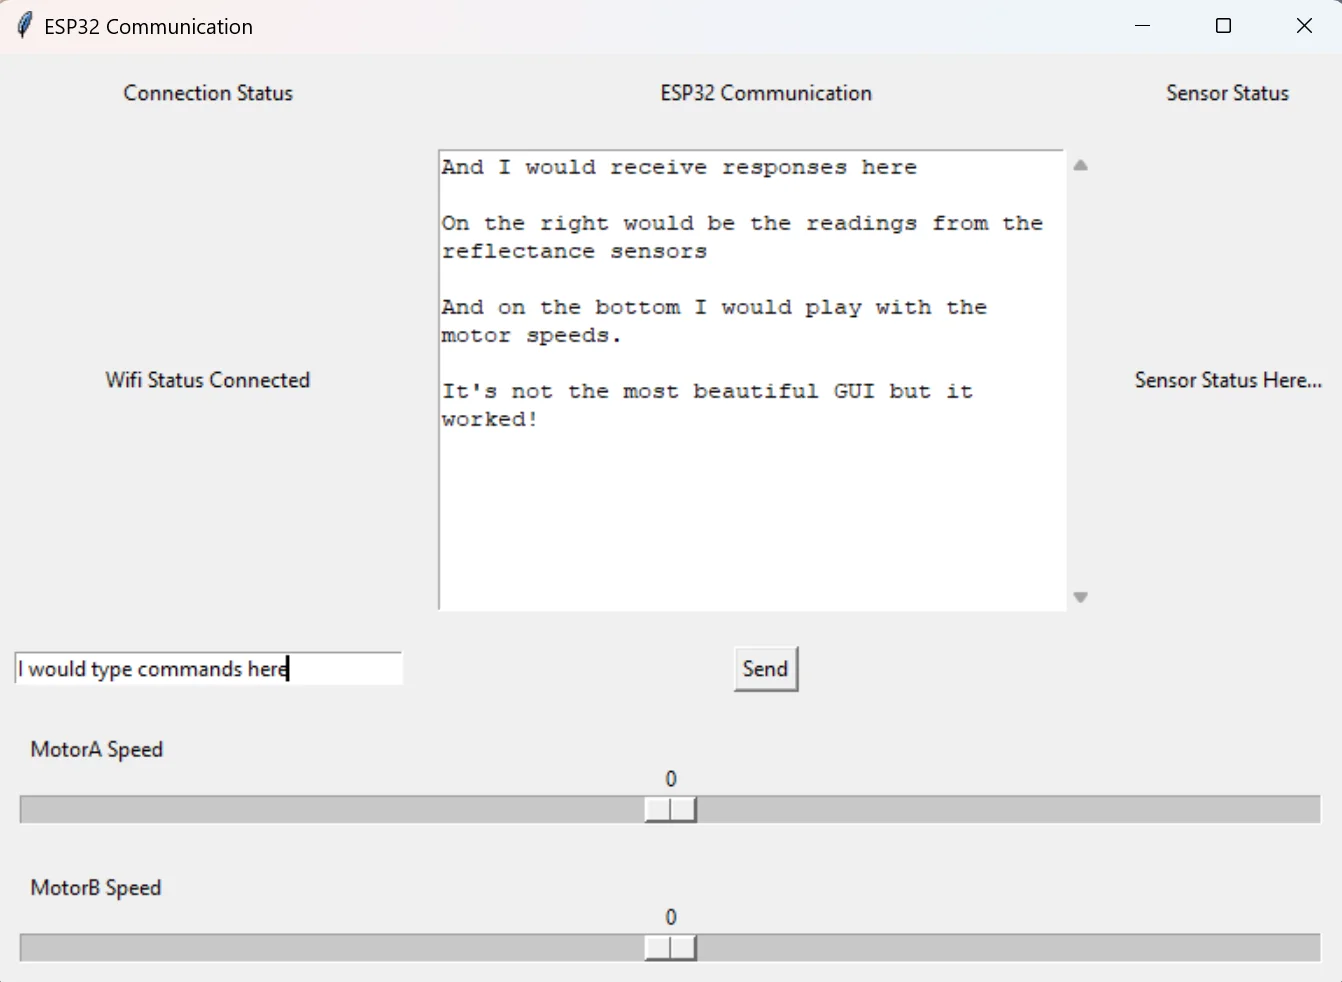 ESP32 Communication
Connection Status
ESP32 Communication
Sensor Status
And I would receive responses here
On the right would be the readings from the
reflectance sensors
And on the bottom I would play with the
motor speeds.
It's not the most beautiful GUI but it
worked!
Wifi Status Connected
Sensor Status Here...
I would type commands here
Send
MotorA Speed
0
MotorB Speed
0